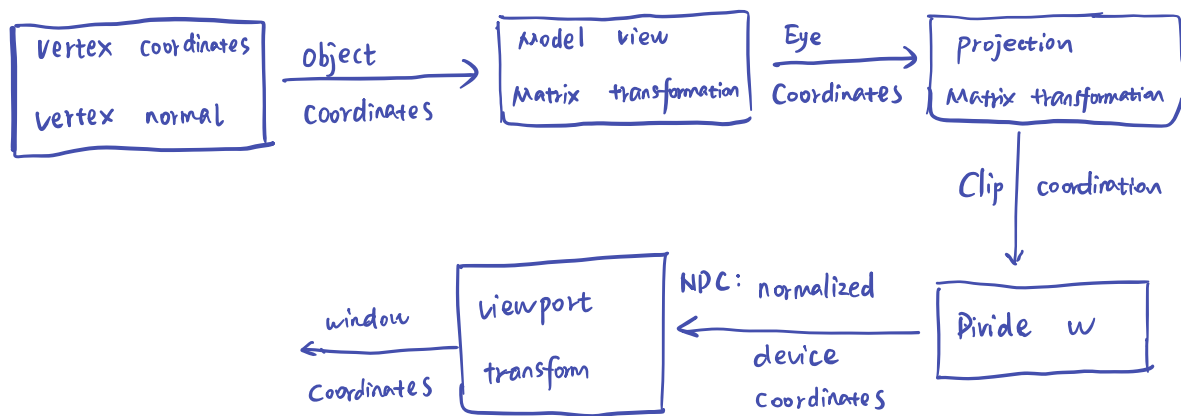 vertex coordinates
vertex normal
Object
Coordinates
Model view
Matrix transformation
Eye
Coordinates
Projection
Matrix transformation
Clip coordination
Divide w
NDC: normalized
device
coordinates
viewport
transform
window
Coordinates